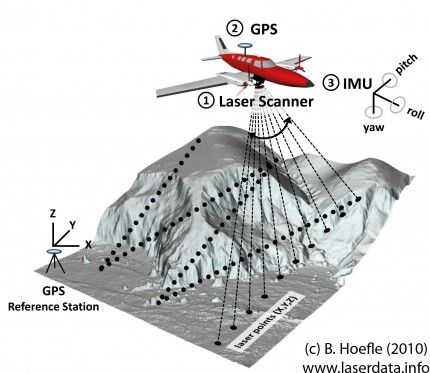 ② GPS
③ IMU
pitch
roll
yaw
① Laser Scanner
Z
Y
X
GPS
Reference Station
laser points (X,Y,Z)
(c) B. Hoefle (2010)
www.laserdata.info